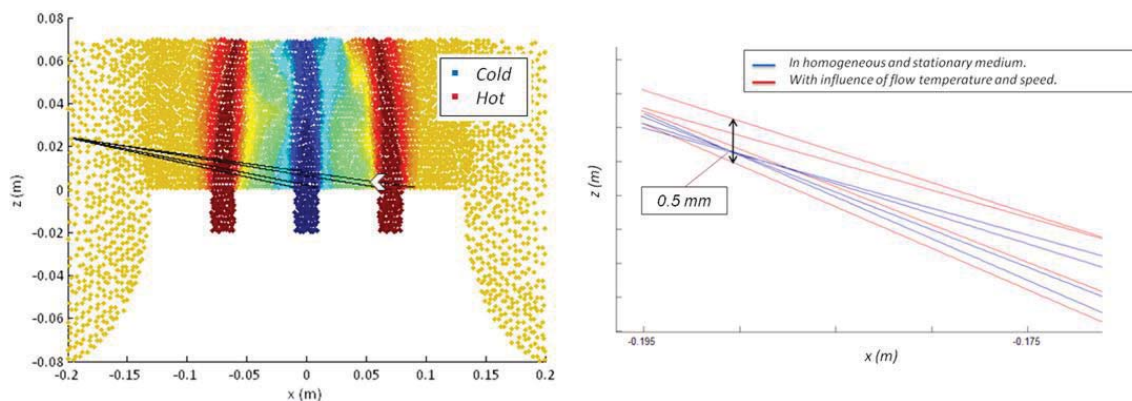 0.08
0.06
0.04
0.02
0
-0.02
-0.04
-0.06
-0.08
z (m)
Cold
Hot
-0.2 -0.15 -0.1 -0.05 0 0.05 0.1 0.15 0.2
x (m)
In homogeneous and stationary medium.
With influence of flow temperature and speed.
z (m)
0.5 mm
-0.195 -0.175
x (m)